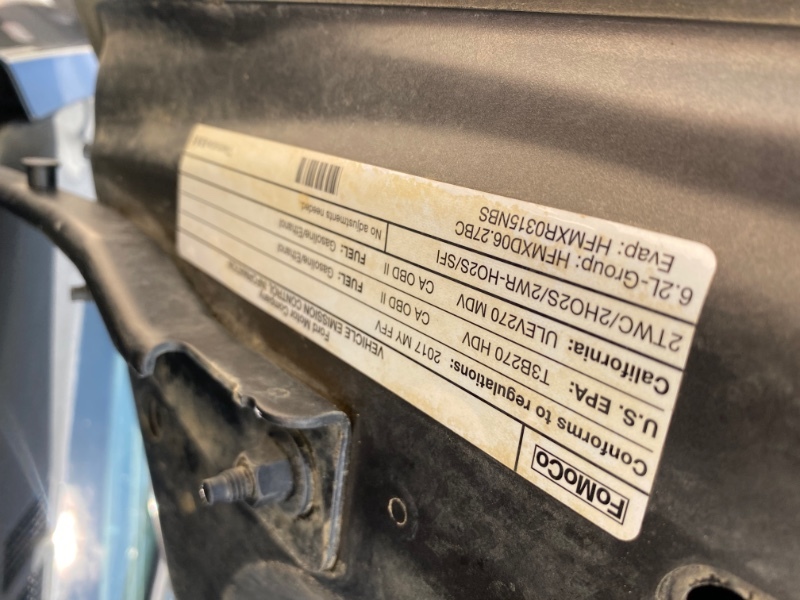 FoMoCo
Ford Motor Company
VEHICLE EMISSION CONTROL INFORMATION
Conforms to regulations: 2017 MY FFV
U.S. EPA: T3B270 HDV CA OBD II FUEL: Gasoline/Ethanol
California: ULEV270 MDV CA OBD II FUEL: Gasoline/Ethanol
2TWC/2HO2S/2WR-HO2S/SFI No adjustments needed.
6.2L-Group: HFMXD06.27BC
Evap: HFMXR0315NBS